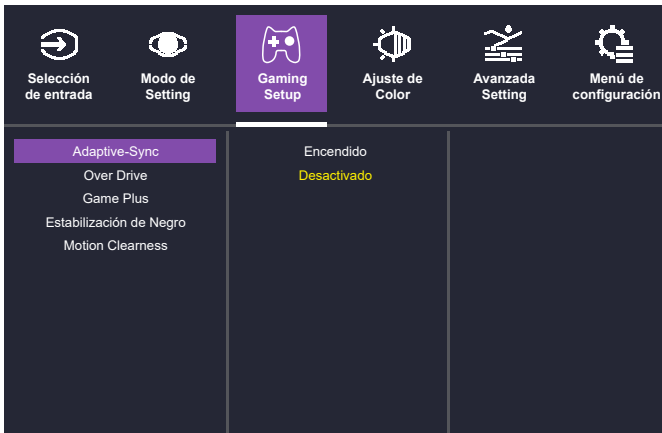 Selección
de entrada
Modo de
Setting
Gaming
Setup
Ajuste de
Color
Avanzada
Setting
Menú de
configuración
Adaptive-Sync
Over Drive
Game Plus
Estabilización de Negro
Motion Clearness
Encendido
Desactivado